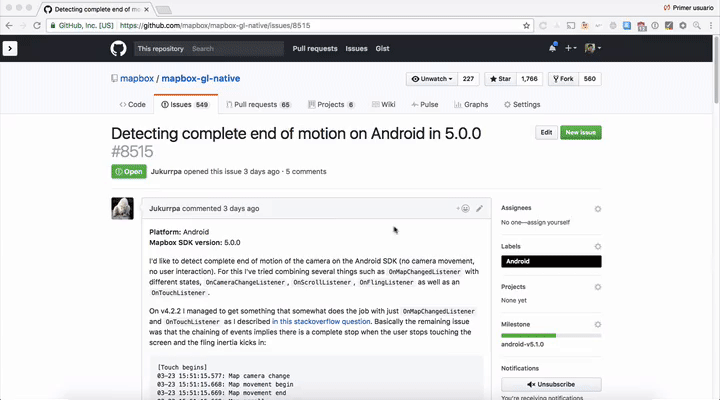 Detecting complete end of m
Primer usuario
GitHub, Inc. [US] https://github.com/mapbox/mapbox-gl-native/issues/8515
This repository Search Pull requests Issues Gist
mapbox / mapbox-gl-native
Unwatch 227 Star 1,766 Fork 560
Code Issues 549 Pull requests 65 Projects 6 Wiki Pulse Graphs Settings
Detecting complete end of motion on Android in 5.0.0
#8515
Edit New issue
Open Jukurrpa opened this issue 3 days ago · 5 comments
Jukurrpa commented 3 days ago
Platform: Android
Mapbox SDK version: 5.0.0
I'd like to detect complete end of motion of the camera on the Android SDK (no camera movement,
no user interaction). For this I've tried combining several things such as OnMapChangedListener with
different states, OnCameraChangeListener, OnScrollListener, OnFlingListener as well as an
OnTouchListener.
On v4.2.2 I managed to get something that somewhat does the job with just OnMapChangedListener
and OnTouchListener as I described in this stackoverflow question. Basically the remaining issue
was that the chaining of events implies there is a complete stop when the user stops touching the
screen and the fling inertia kicks in:
[Touch begins]
03-23 15:51:15.577: Map camera change
03-23 15:51:15.668: Map movement begin
03-23 15:51:15.669: Map movement end
Assignees
No one—assign yourself
Labels
Android
Projects
None yet
Milestone
android-v5.1.0
Notifications
Unsubscribe
You're receiving notifications